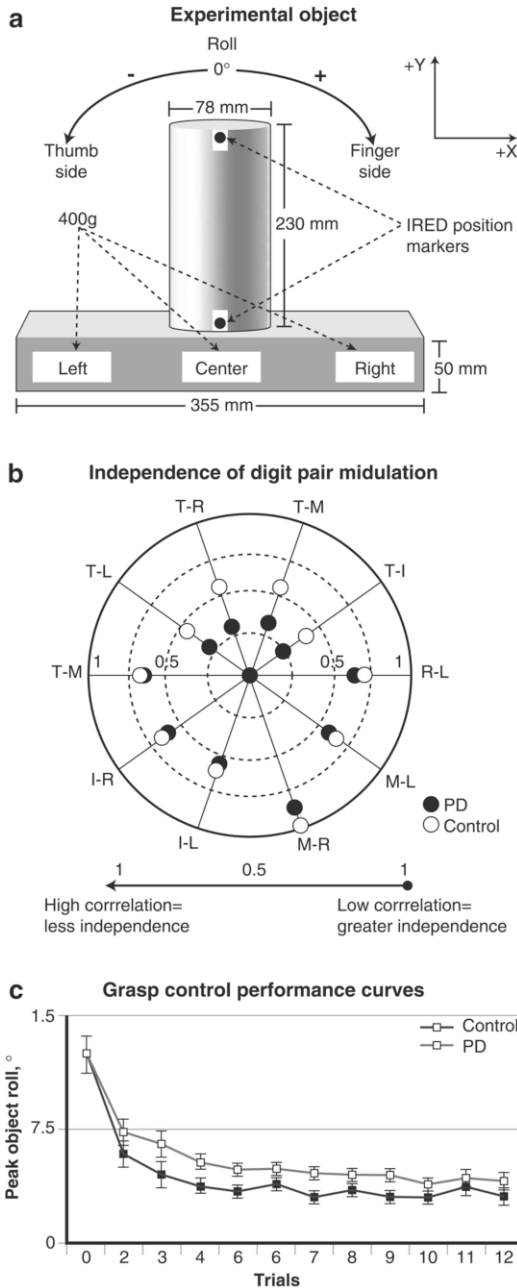 a
Experimental object
Roll
- 0° +
+Y
+X
78 mm
Thumb side
Finger side
400g
230 mm
IRED position markers
Left
Center
Right
50 mm
355 mm
b
Independence of digit pair midulation
T-R
T-M
T-L
T-I
T-M
1 0.5 0.5 1
R-L
I-R
M-L
I-L
M-R
PD
Control
1 0.5 1
High corrrelation=
less independence
Low corrrelation=
greater independence
c
Grasp control performance curves
1.5
Control
PD
7.5
0
Peak object roll, °
0 2 3 4 6 6 7 8 9 10 11 12
Trials